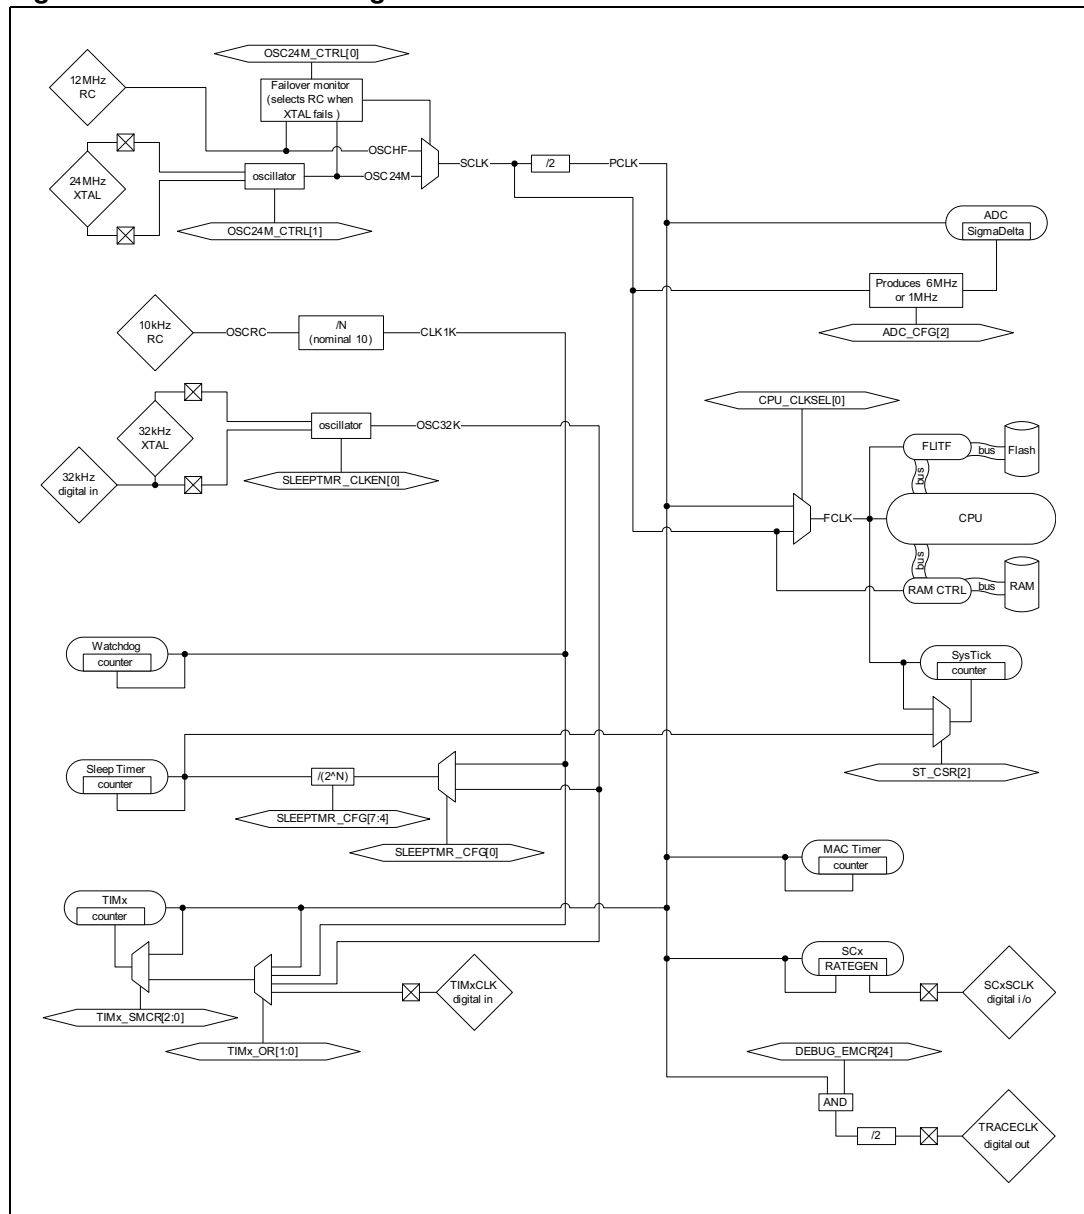 OSC24M_CTRL[0]
12MHz
RC
Failover monitor
(selects RC when
XTAL fails )
OSCHF
SCLK
/2
PCLK
24MHz
XTAL
oscillator
OSC24M
OSC24M_CTRL[1]
ADC
SigmaDelta
Produces 6MHz
or 1MHz
ADC_CFG[2]
10kHz
RC
OSCRC
/N
(nominal 10)
CLK1K
CPU_CLKSEL[0]
32kHz
XTAL
oscillator
OSC32K
SLEEPTMR_CLKEN[0]
32kHz
digital in
FLITF
bus
Flash
bus
FCLK
CPU
bus
RAM CTRL
bus
RAM
Watchdog
counter
SysTick
counter
ST_CSR[2]
Sleep Timer
counter
/(2^N)
SLEEPTMR_CFG[7:4]
SLEEPTMR_CFG[0]
MAC Timer
counter
TIMx
counter
TIMx_SMCR[2:0]
TIMx_OR[1:0]
TIMxCLK
digital in
SCx
RATEGEN
SCxSCLK
digital i/o
DEBUG_EMCR[24]
AND
/2
TRACECLK
digital out